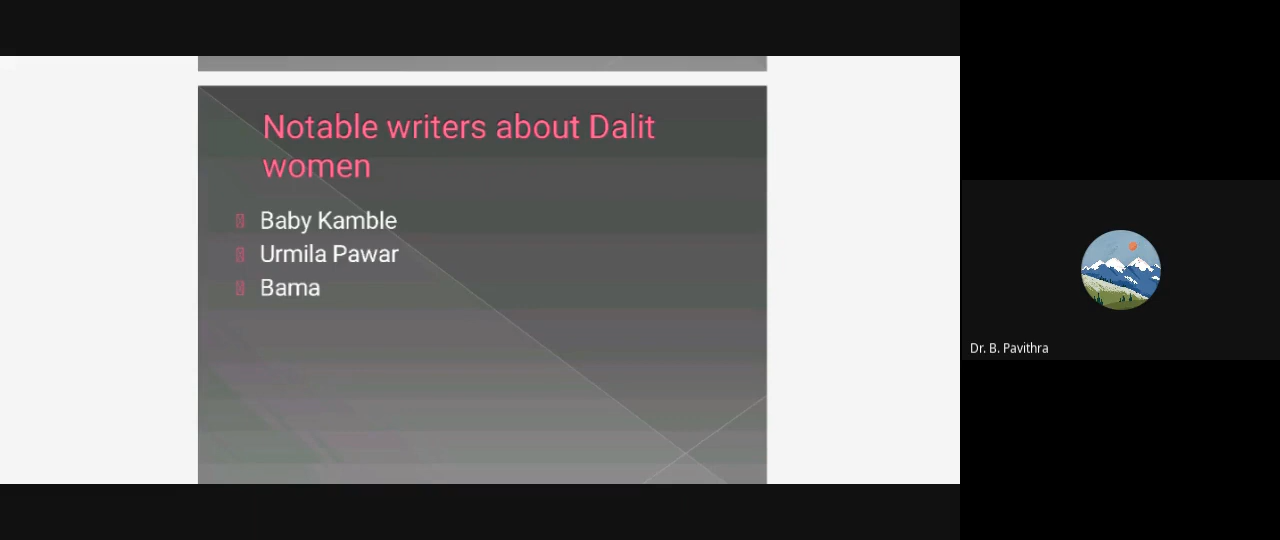 Notable writers about Dalit
women
Baby Kamble
Urmila Pawar
Bama
Dr. B. Pavithra